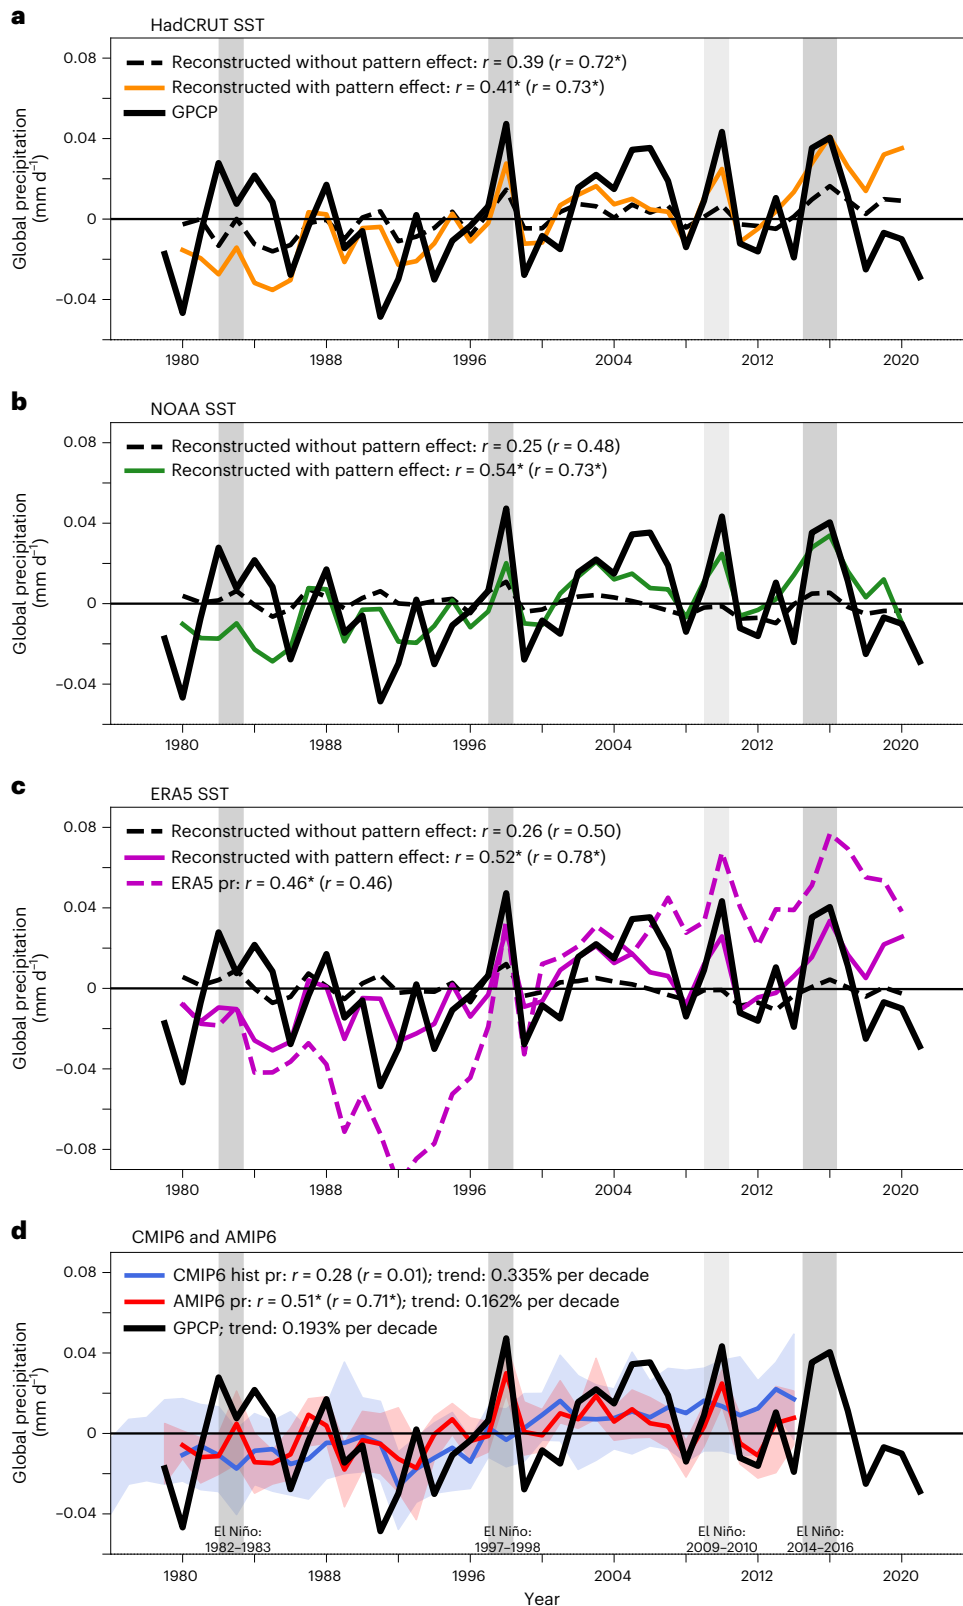 a
HadCRUT SST
Reconstructed without pattern effect: r = 0.39 (r = 0.72*)
Reconstructed with pattern effect: r = 0.41* (r = 0.73*)
GPCP
Global precipitation
(mm d–1)
0.08
0.04
0
–0.04
1980 1988 1996 2004 2012 2020
b
NOAA SST
Reconstructed without pattern effect: r = 0.25 (r = 0.48)
Reconstructed with pattern effect: r = 0.54* (r = 0.73*)
Global precipitation
(mm d–1)
0.08
0.04
0
–0.04
1980 1988 1996 2004 2012 2020
c
ERA5 SST
Reconstructed without pattern effect: r = 0.26 (r = 0.50)
Reconstructed with pattern effect: r = 0.52* (r = 0.78*)
ERA5 pr: r = 0.46* (r = 0.46)
Global precipitation
(mm d–1)
0.08
0.04
0
–0.04
–0.08
1980 1988 1996 2004 2012 2020
d
CMIP6 and AMIP6
CMIP6 hist pr: r = 0.28 (r = 0.01); trend: 0.335% per decade
AMIP6 pr: r = 0.51* (r = 0.71*); trend: 0.162% per decade
GPCP; trend: 0.193% per decade
Global precipitation
(mm d–1)
0.08
0.04
0
–0.04
El Niño:
1982–1983
El Niño:
1997–1998
El Niño:
2009–2010
El Niño:
2014–2016
1980 1988 1996 2004 2012 2020
Year